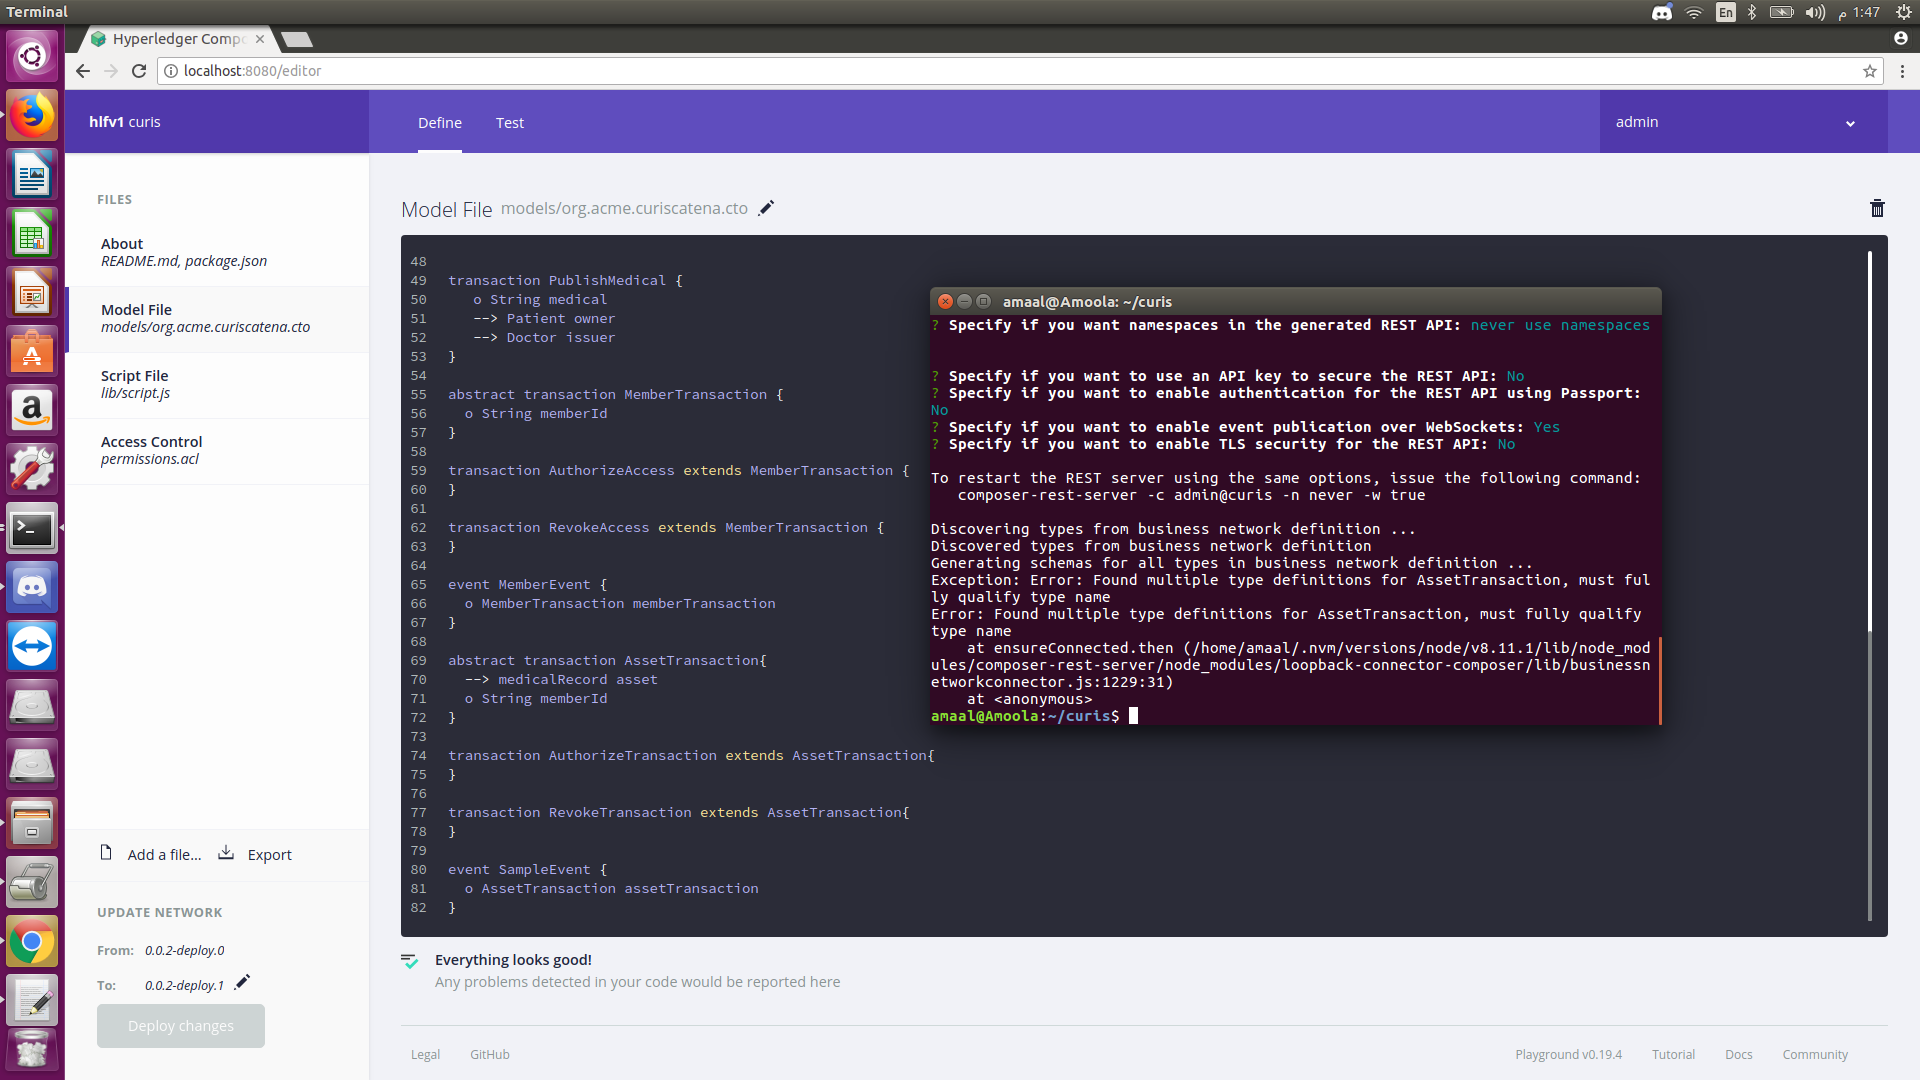 Terminal
En
م 1:47
Hyperledger Compo
localhost:8080/editor
hlfv1 curis
Define
Test
admin
FILES
About
README.md, package.json
Model File
models/org.acme.curiscatena.cto
Script File
lib/script.js
Access Control
permissions.acl
Add a file...
Export
UPDATE NETWORK
From: 0.0.2-deploy.0
To: 0.0.2-deploy.1
Deploy changes
Model File models/org.acme.curiscatena.cto
48
49 transaction PublishMedical {
50 o String medical
51 --> Patient owner
52 --> Doctor issuer
53 }
54
55 abstract transaction MemberTransaction {
56 o String memberId
57 }
58
59 transaction AuthorizeAccess extends MemberTransaction {
60 }
61
62 transaction RevokeAccess extends MemberTransaction {
63 }
64
65 event MemberEvent {
66 o MemberTransaction memberTransaction
67 }
68
69 abstract transaction AssetTransaction{
70 --> medicalRecord asset
71 o String memberId
72 }
73
74 transaction AuthorizeTransaction extends AssetTransaction{
75 }
76
77 transaction RevokeTransaction extends AssetTransaction{
78 }
79
80 event SampleEvent {
81 o AssetTransaction assetTransaction
82 }
amaal@Amoola: ~/curis
? Specify if you want namespaces in the generated REST API: never use namespaces
? Specify if you want to use an API key to secure the REST API: No
? Specify if you want to enable authentication for the REST API using Passport:
No
? Specify if you want to enable event publication over WebSockets: Yes
? Specify if you want to enable TLS security for the REST API: No
To restart the REST server using the same options, issue the following command:
composer-rest-server -c admin@curis -n never -w true
Discovering types from business network definition ...
Discovered types from business network definition
Generating schemas for all types in business network definition ...
Exception: Error: Found multiple type definitions for AssetTransaction, must ful
ly qualify type name
Error: Found multiple type definitions for AssetTransaction, must fully qualify
type name
at ensureConnected.then (/home/amaal/.nvm/versions/node/v8.11.1/lib/node_mod
ules/composer-rest-server/node_modules/loopback-connector-composer/lib/businessn
etworkconnector.js:1229:31)
at <anonymous>
amaal@Amoola:~/curis$
Everything looks good!
Any problems detected in your code would be reported here
Legal
GitHub
Playground v0.19.4
Tutorial
Docs
Community